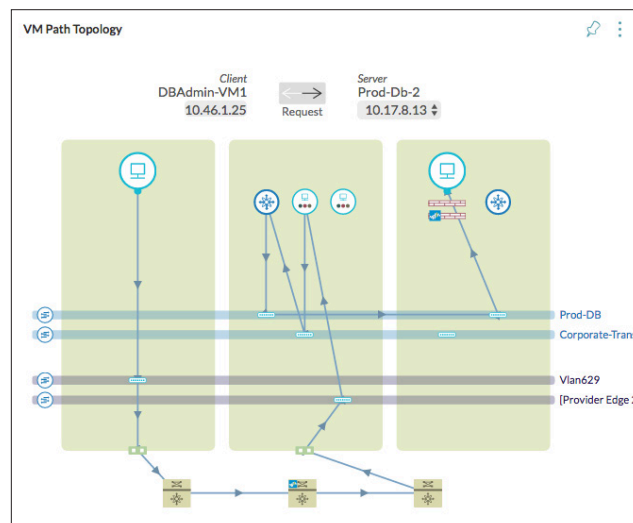 VM Path Topology
Client
DBAdmin-VM1
10.46.1.25
Request
Server
Prod-Db-2
10.17.8.13
Prod-DB
Corporate-Trans
Vlan629
[Provider Edge 2